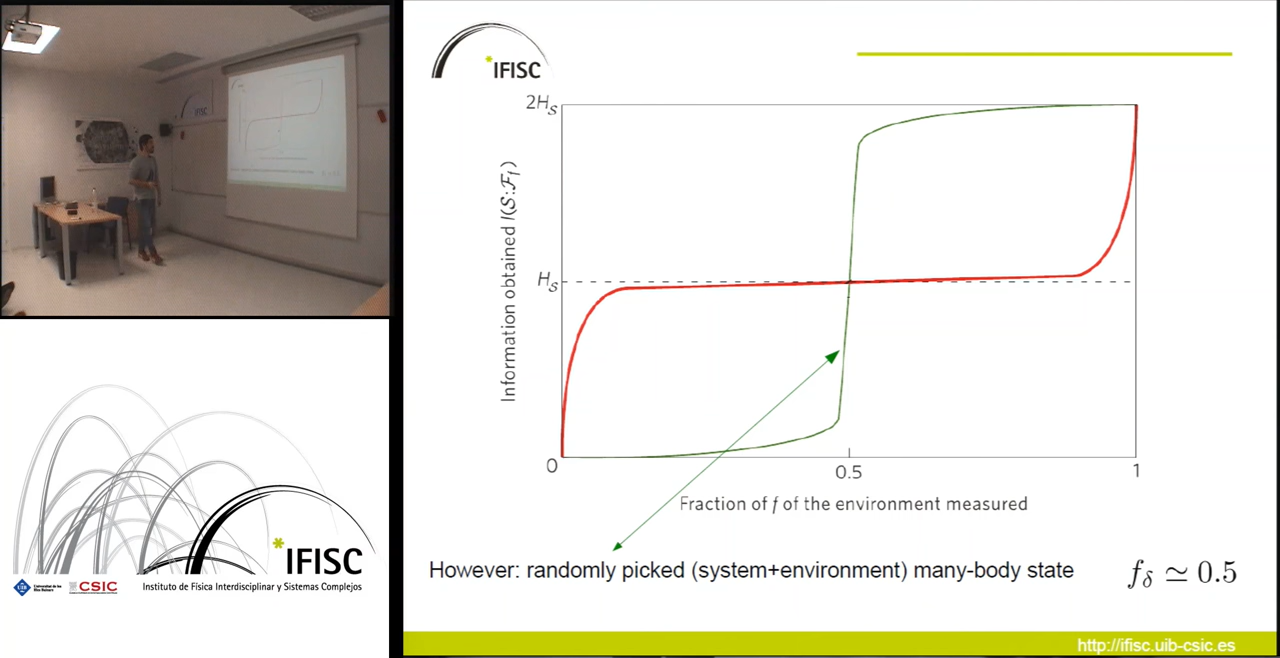 IFISC
2H_S
H_S
0
0.5
1
Information obtained I(S:F_f)
Fraction of f of the environment measured
However: randomly picked (system+environment) many-body state
f_δ ≃ 0.5
http://ifisc.uib-csic.es
IFISC
CSIC
Instituto de Física Interdisciplinar y Sistemas Complejos